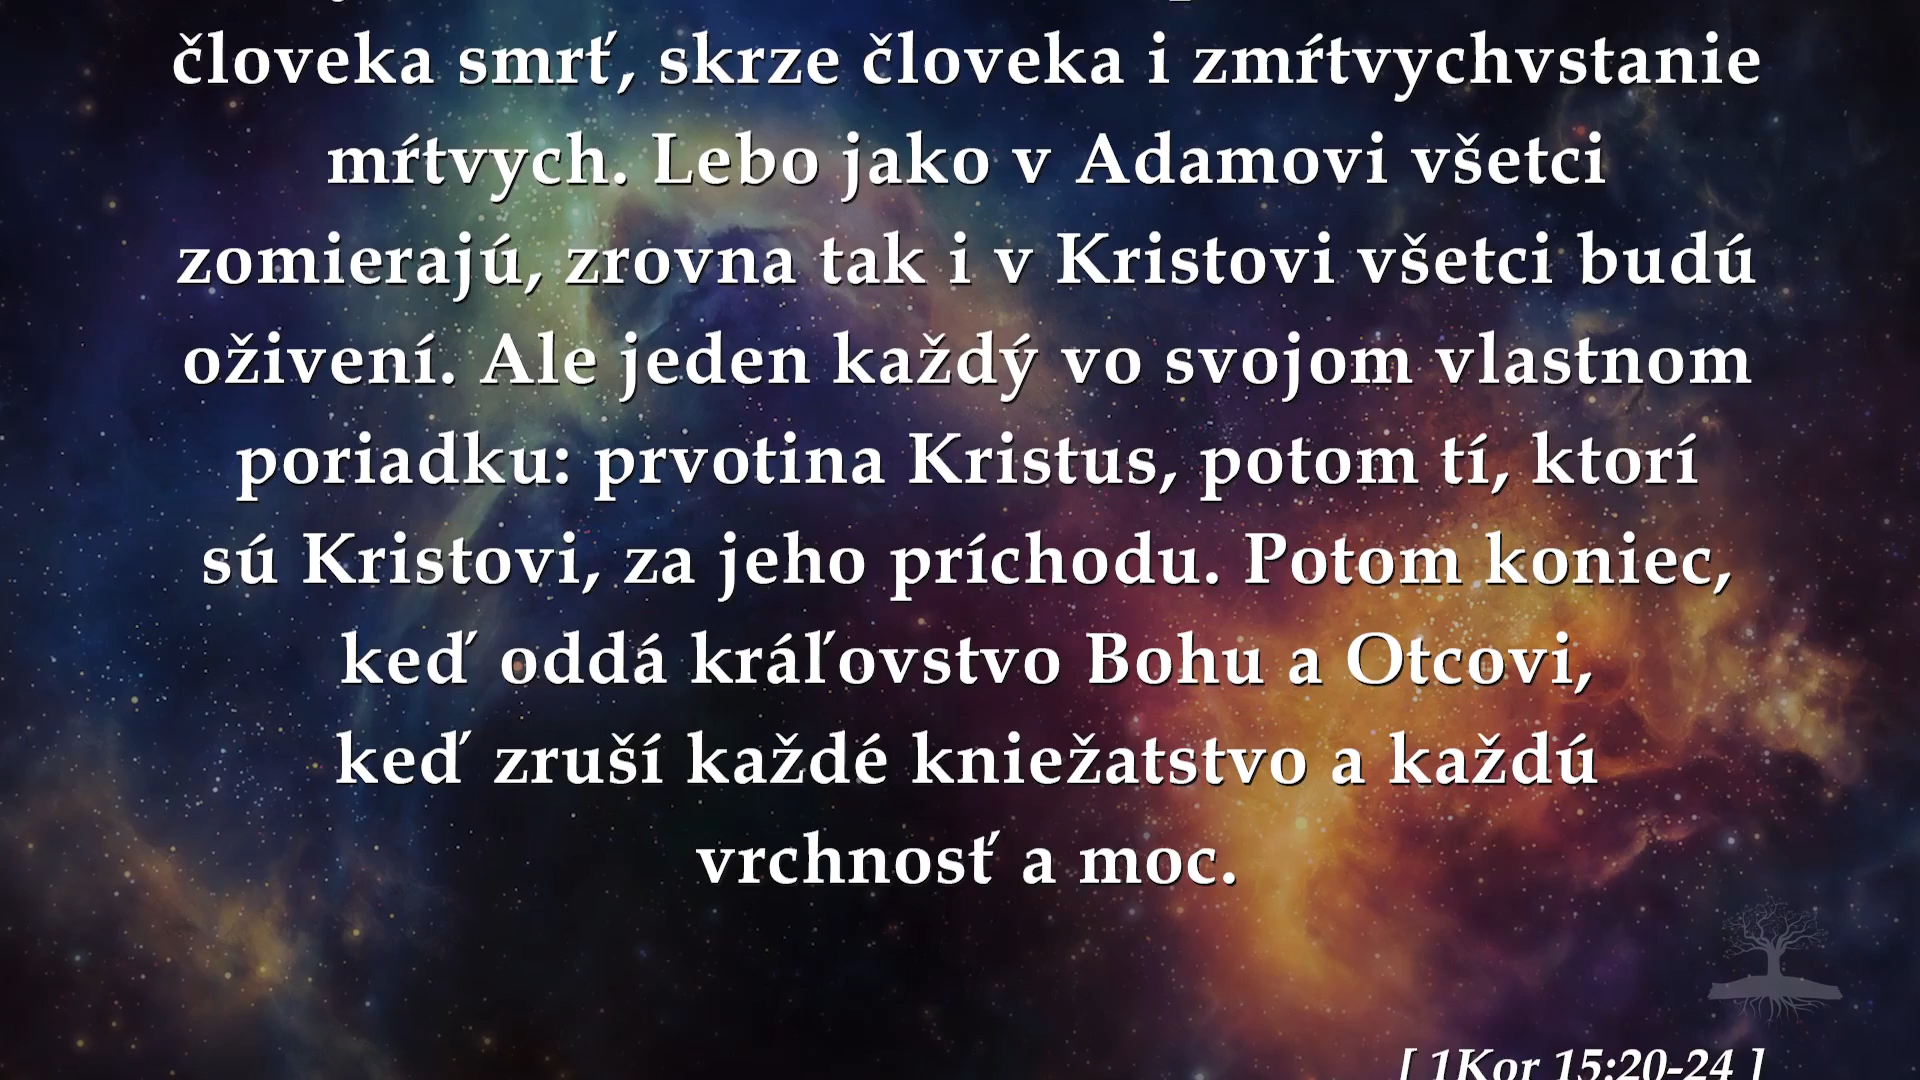 človeka smrť, skrze človeka i zmŕtvychvstanie
mŕtvych. Lebo jako v Adamovi všetci
zomierajú, zrovna tak i v Kristovi všetci budú
oživení. Ale jeden každý vo svojom vlastnom
poriadku: prvotina Kristus, potom tí, ktorí
sú Kristovi, za jeho príchodu. Potom koniec,
keď oddá kráľovstvo Bohu a Otcovi,
keď zruší každé kniežatstvo a každú
vrchnosť a moc.
[ 1Kor 15:20-24 ]